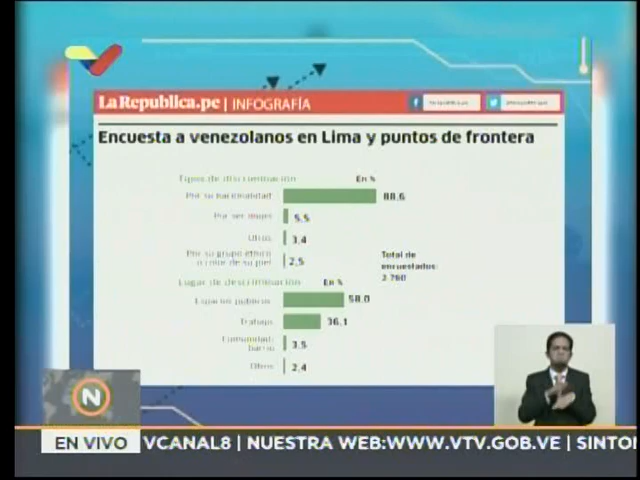 LaRepublica.pe | INFOGRAFÍA
Encuesta a venezolanos en Lima y puntos de frontera
Tipos de discriminación En %
Por su nacionalidad 88,6
Por ser mujer 5,5
Otros 3,4
Por su grupo étnico
o color de su piel 2,5
Total de
encuestados:
3.760
Lugar de discriminación En %
Espacios públicos 58.0
Trabajo 36,1
Comunidad/
barrio 3,5
Otros 2,4
N
EN VIVO VCANAL8 | NUESTRA WEB:WWW.VTV.GOB.VE | SINTO